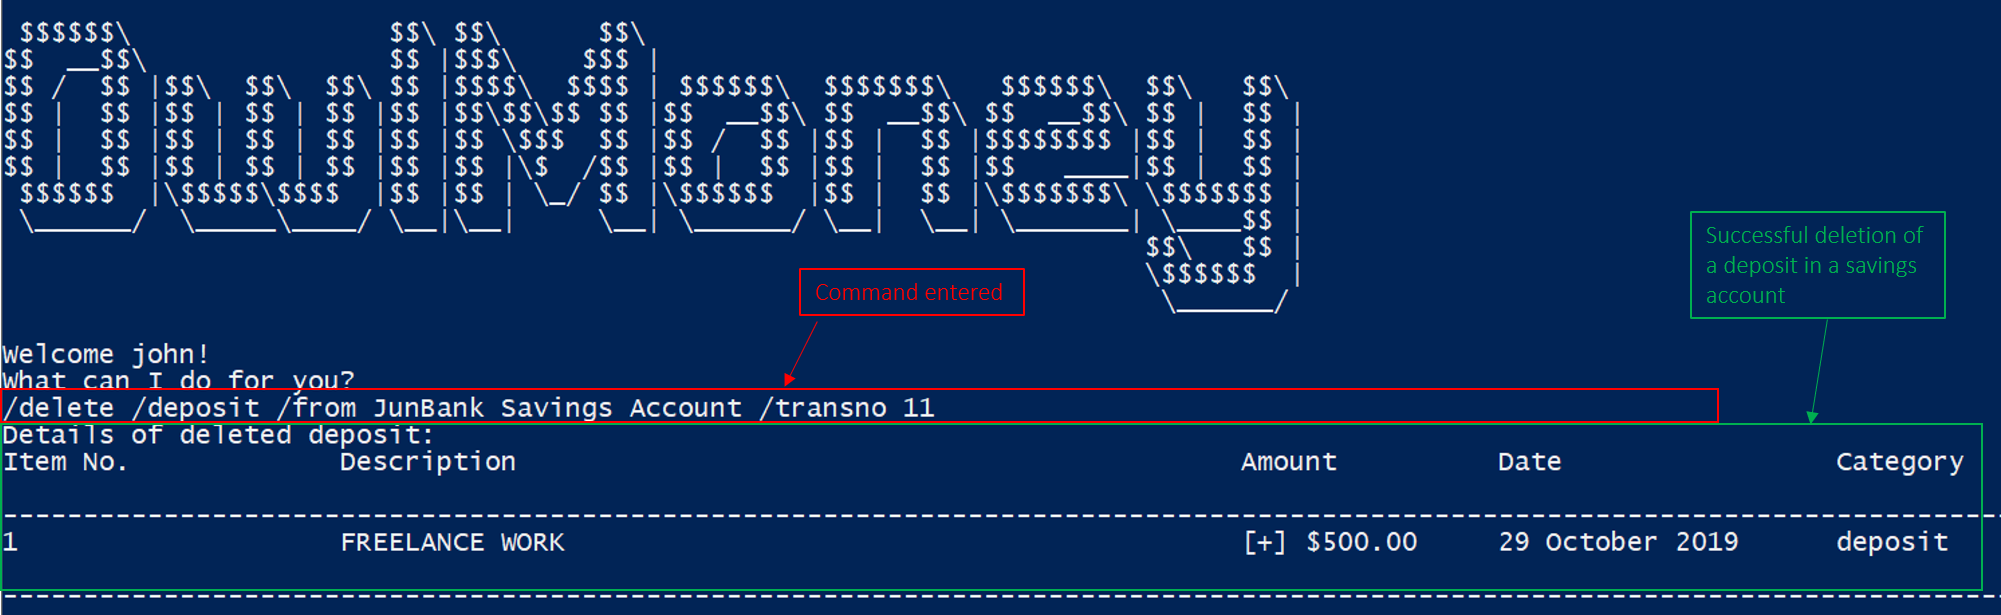 OwlMoney
Successful deletion of
a deposit in a savings
account
Command entered
Welcome john!
What can I do for you?
/delete /deposit /from JunBank Savings Account /transno 11
Details of deleted deposit:
Item No. Description Amount Date Category
1 FREELANCE WORK [+] $500.00 29 October 2019 deposit